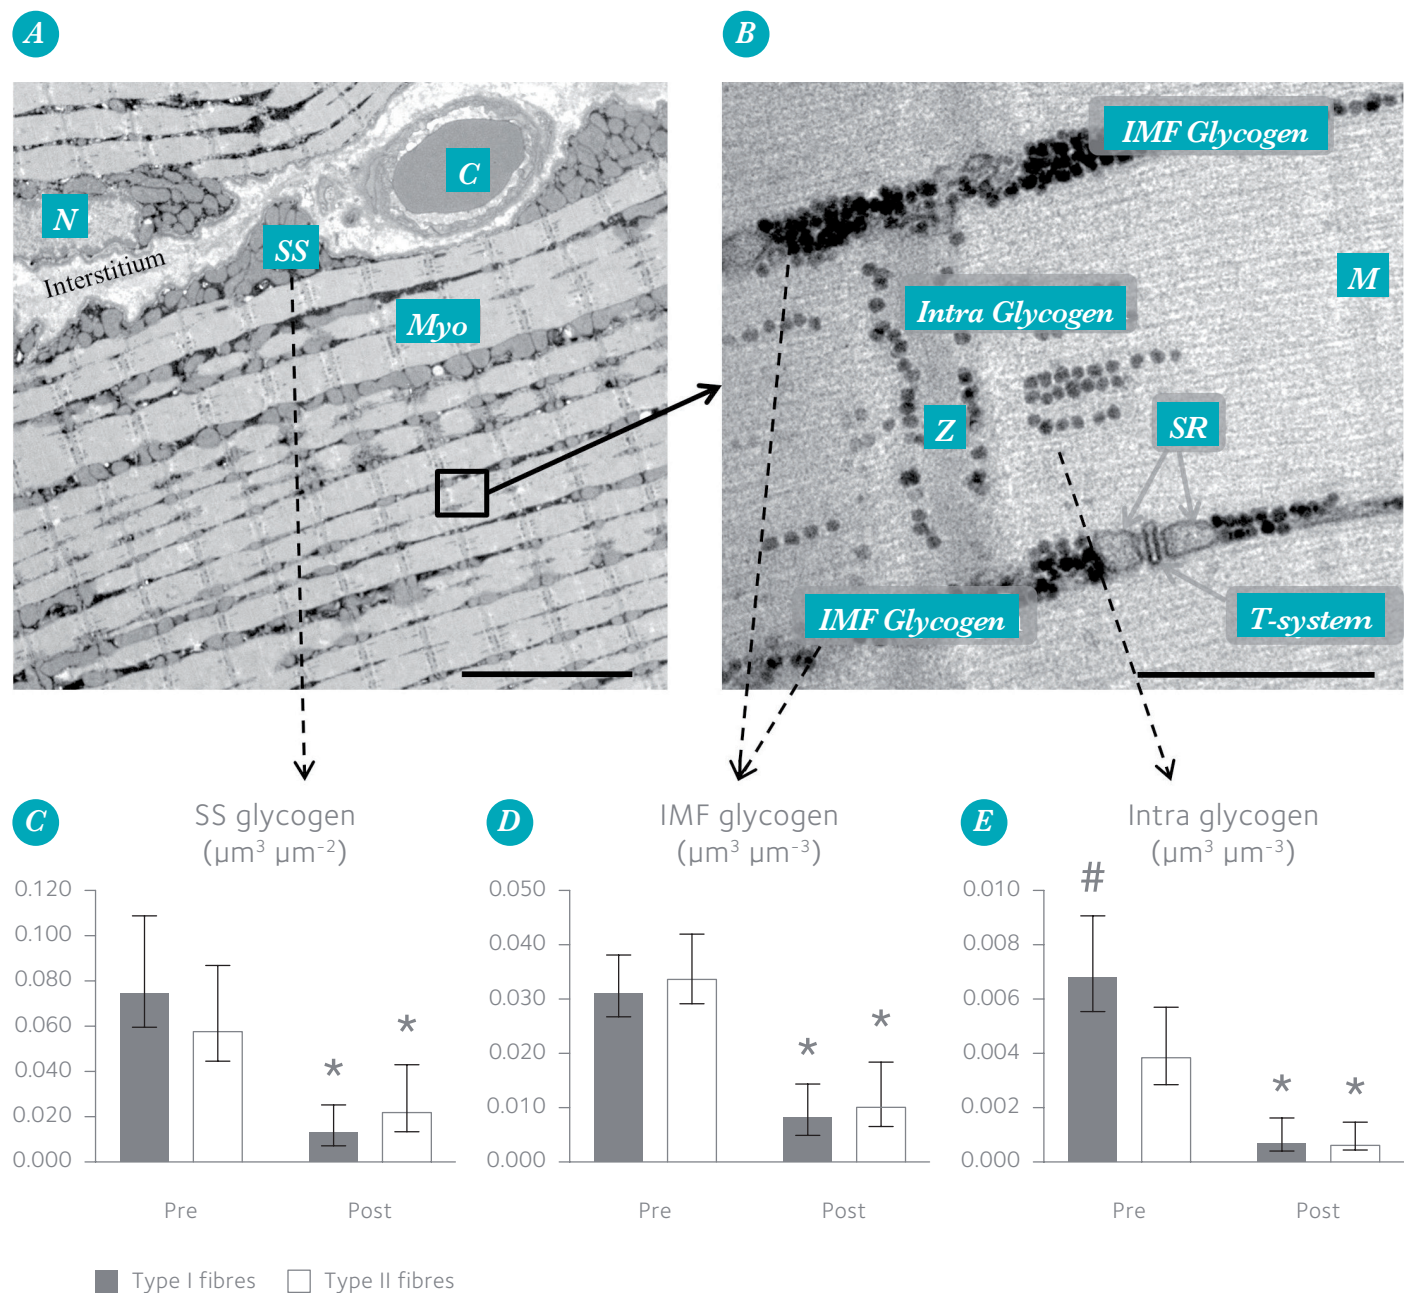 A
B
IMF Glycogen
C
N
SS
Interstitium
M
Intra Glycogen
Myo
Z
SR
IMF Glycogen
T-system
C
SS glycogen
(µm³ µm⁻²)
D
IMF glycogen
(µm³ µm⁻³)
E
Intra glycogen
(µm³ µm⁻³)
0.120
0.100
0.080
0.060
0.040
0.020
0.000
* *
Pre Post
0.050
0.040
0.030
0.020
0.010
0.000
* *
Pre Post
0.010
0.008
0.006
0.004
0.002
0.000
#
* *
Pre Post
Type I fibres Type II fibres